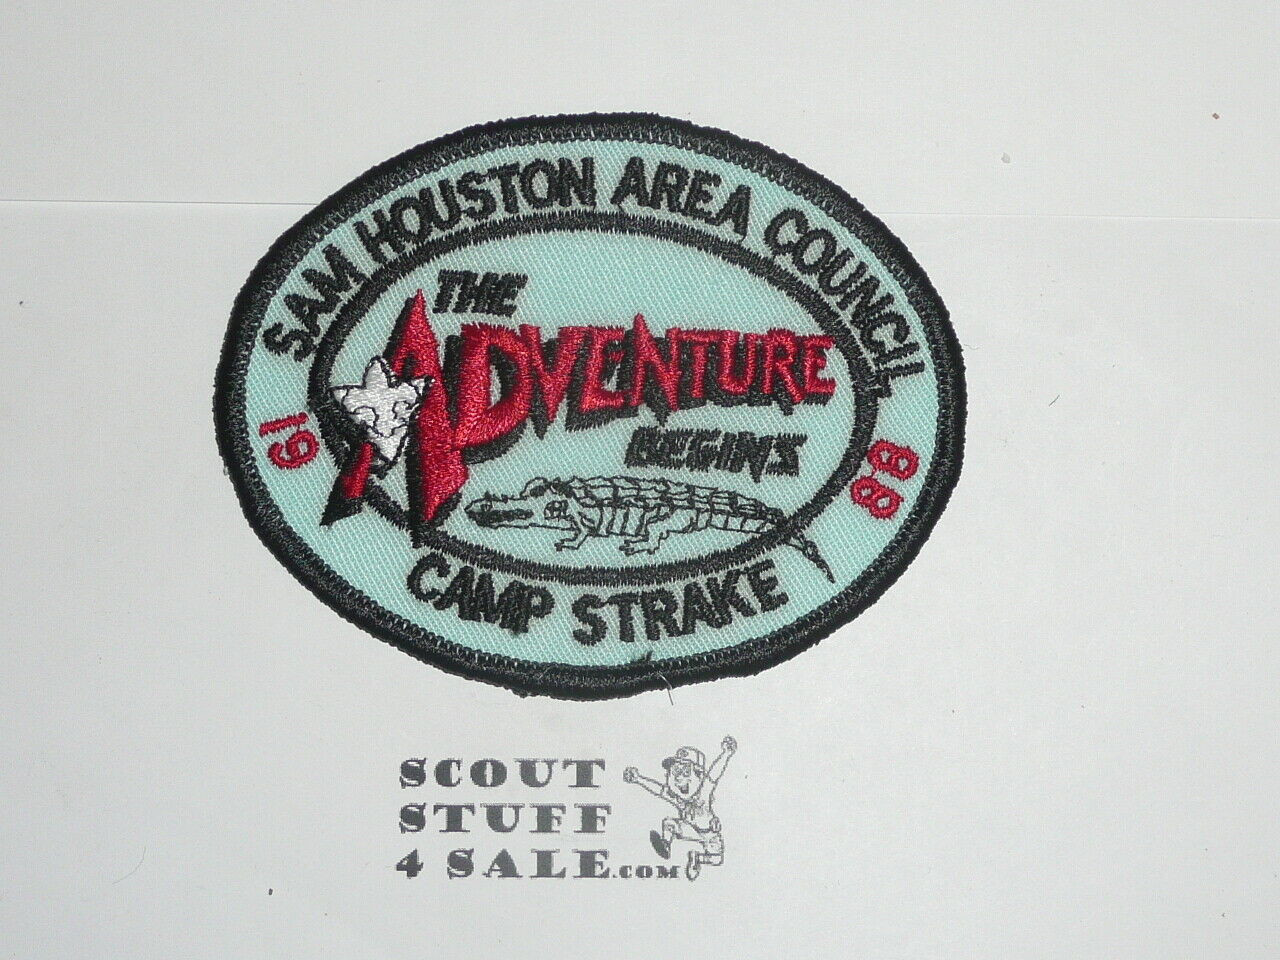 SAM HOUSTON AREA COUNCIL
THE
ADVENTURE
BEGINS
19 88
CAMP STRAKE
SCOUT
STUFF
4 SALE.COM